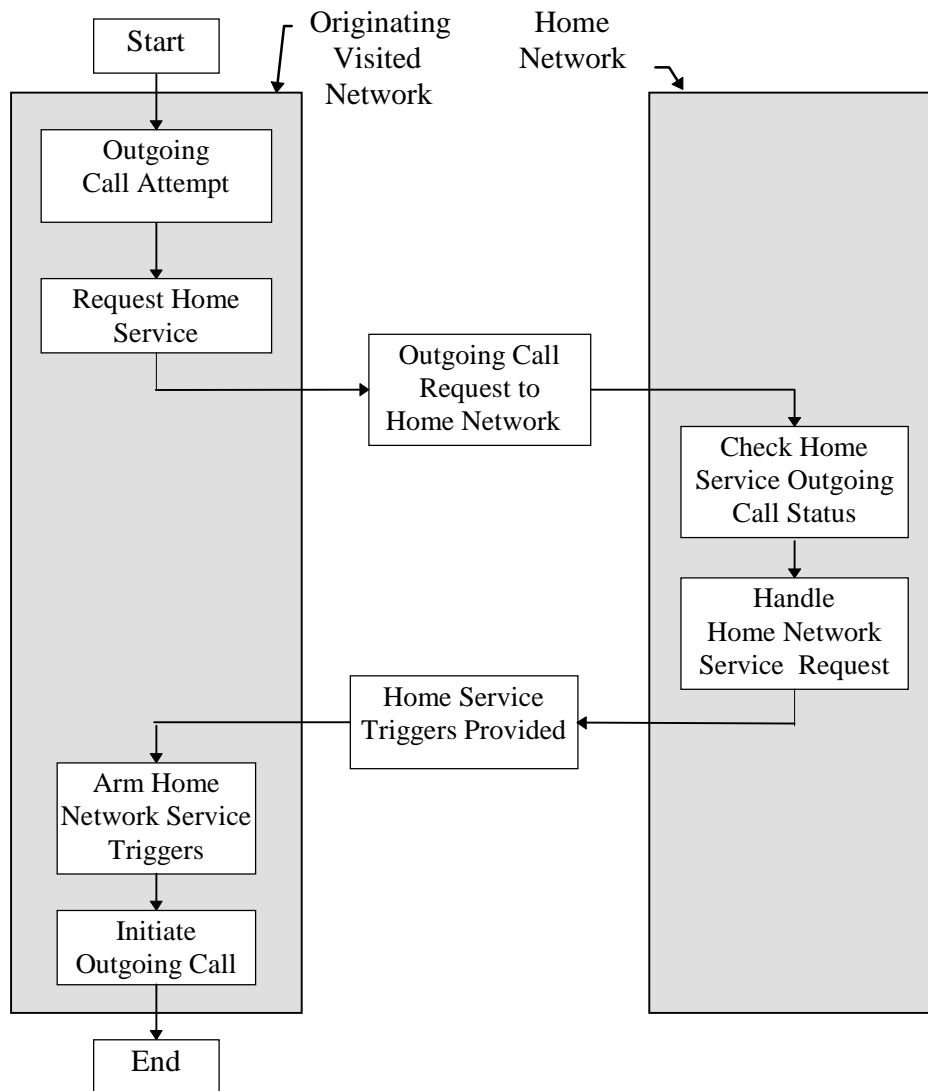 Start
Originating
Visited
Network
Home
Network
Outgoing
Call Attempt
Request Home
Service
Outgoing Call
Request to
Home Network
Check Home
Service Outgoing
Call Status
Handle
Home Network
Service Request
Home Service
Triggers Provided
Arm Home
Network Service
Triggers
Initiate
Outgoing Call
End